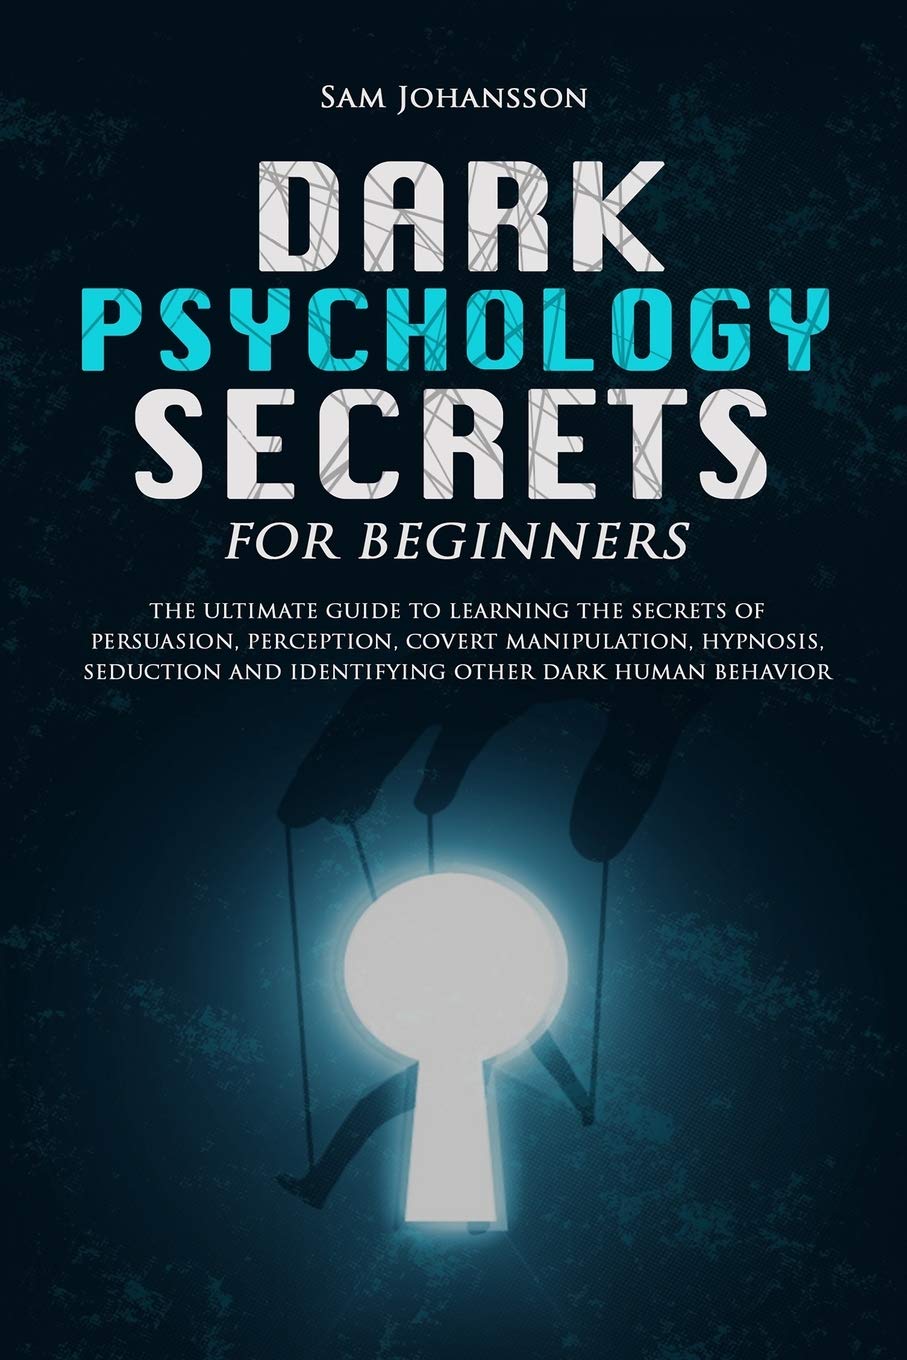 Sam Johansson
DARK
PSYCHOLOGY
SECRETS
FOR BEGINNERS
THE ULTIMATE GUIDE TO LEARNING THE SECRETS OF
PERSUASION, PERCEPTION, COVERT MANIPULATION, HYPNOSIS,
SEDUCTION AND IDENTIFYING OTHER DARK HUMAN BEHAVIOR